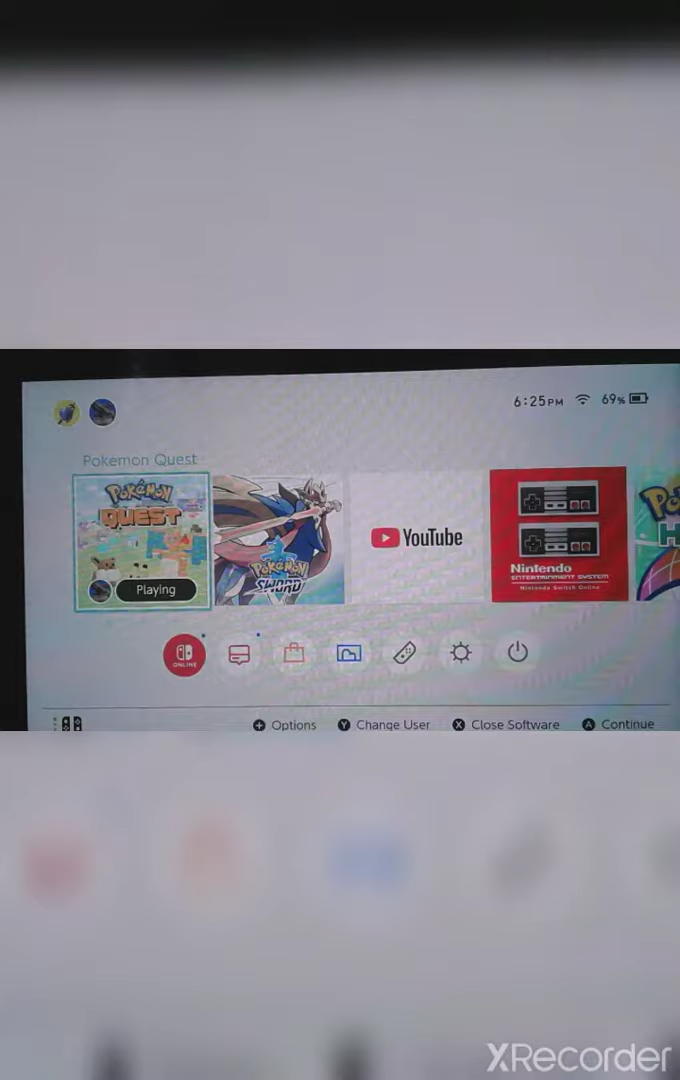 6:25PM 69%
Pokemon Quest
POKÉMON
QUEST
Playing
POKÉMON
SWORD
YouTube
Nintendo
ENTERTAINMENT SYSTEM
Nintendo Switch Online
ONLINE
Options Change User Close Software Continue
XRecorder